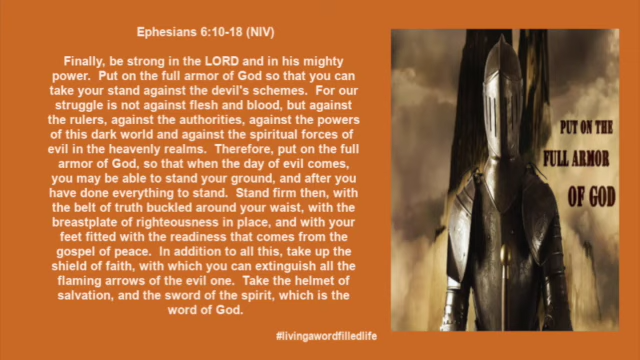 Ephesians 6:10-18 (NIV)
Finally, be strong in the LORD and in his mighty
power. Put on the full armor of God so that you can
take your stand against the devil's schemes. For our
struggle is not against flesh and blood, but against
the rulers, against the authorities, against the powers
of this dark world and against the spiritual forces of
evil in the heavenly realms. Therefore, put on the full
armor of God, so that when the day of evil comes,
you may be able to stand your ground, and after you
have done everything to stand. Stand firm then, with
the belt of truth buckled around your waist, with the
breastplate of righteousness in place, and with your
feet fitted with the readiness that comes from the
gospel of peace. In addition to all this, take up the
shield of faith, with which you can extinguish all the
flaming arrows of the evil one. Take the helmet of
salvation, and the sword of the spirit, which is the
word of God.
#livingawordfilledlife
PUT ON THE
FULL ARMOR
OF GOD